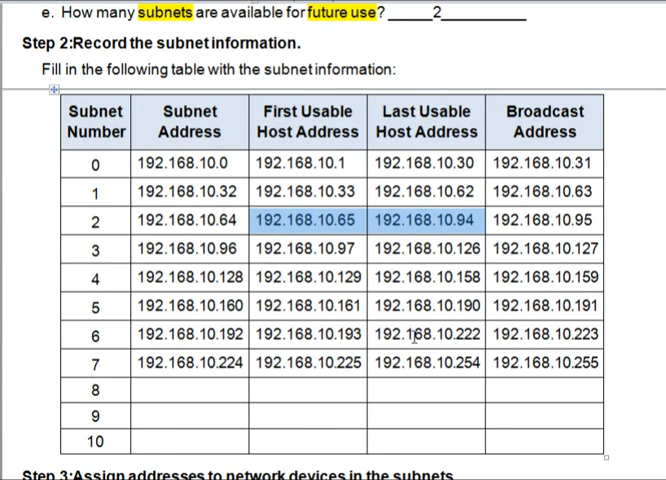 e. How many subnets are available for future use? _____2__________
Step 2:Record the subnet information.
Fill in the following table with the subnet information:
Subnet Number Subnet Address First Usable Host Address Last Usable Host Address Broadcast Address
0 192.168.10.0 192.168.10.1 192.168.10.30 192.168.10.31
1 192.168.10.32 192.168.10.33 192.168.10.62 192.168.10.63
2 192.168.10.64 192.168.10.65 192.168.10.94 192.168.10.95
3 192.168.10.96 192.168.10.97 192.168.10.126 192.168.10.127
4 192.168.10.128 192.168.10.129 192.168.10.158 192.168.10.159
5 192.168.10.160 192.168.10.161 192.168.10.190 192.168.10.191
6 192.168.10.192 192.168.10.193 192.168.10.222 192.168.10.223
7 192.168.10.224 192.168.10.225 192.168.10.254 192.168.10.255
8
9
10
Step 3:Assign addresses to network devices in the subnets